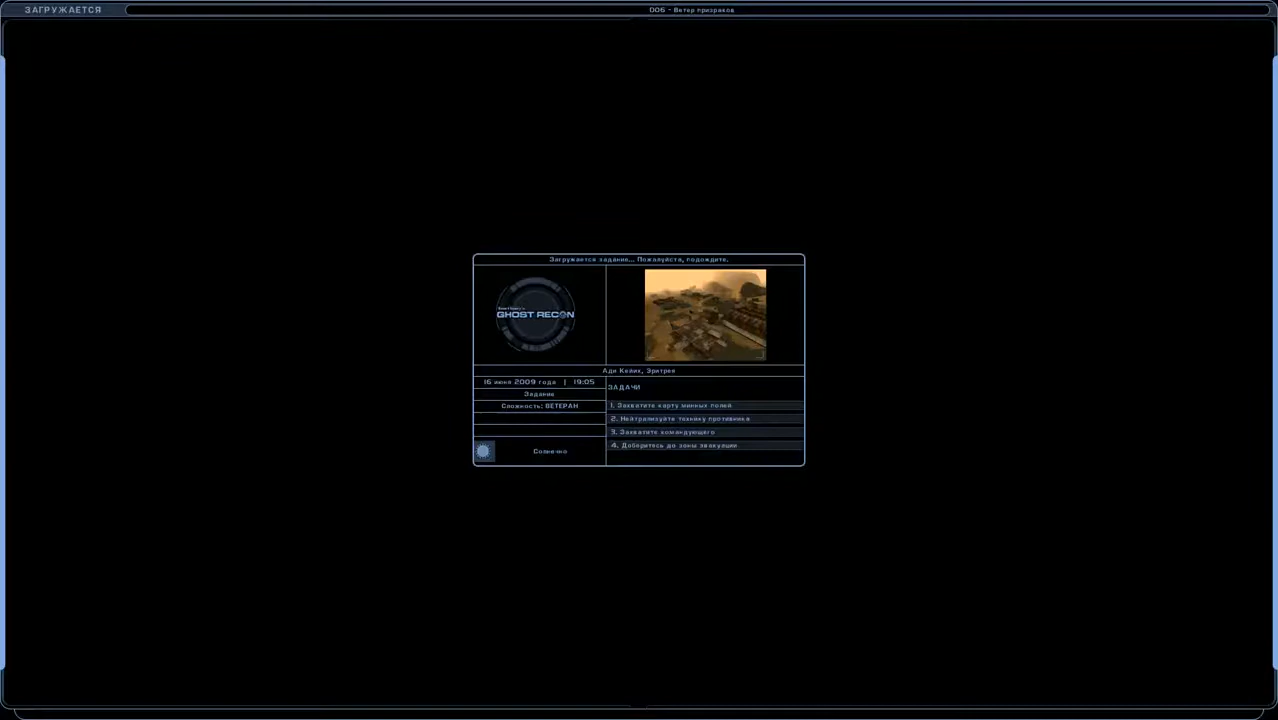 ЗАГРУЖАЕТСЯ
006 - Ветер призраков
Загружается задание... Пожалуйста, подождите.
GHOST RECON
Ади Кейих, Эритрея
16 июня 2009 года | 19:05
Задание
Сложность: ВЕТЕРАН
Солнечно
ЗАДАЧИ
1. Захватите карту минных полей
2. Нейтрализуйте технику противника
3. Захватите командующего
4. Доберитесь до зоны эвакуации